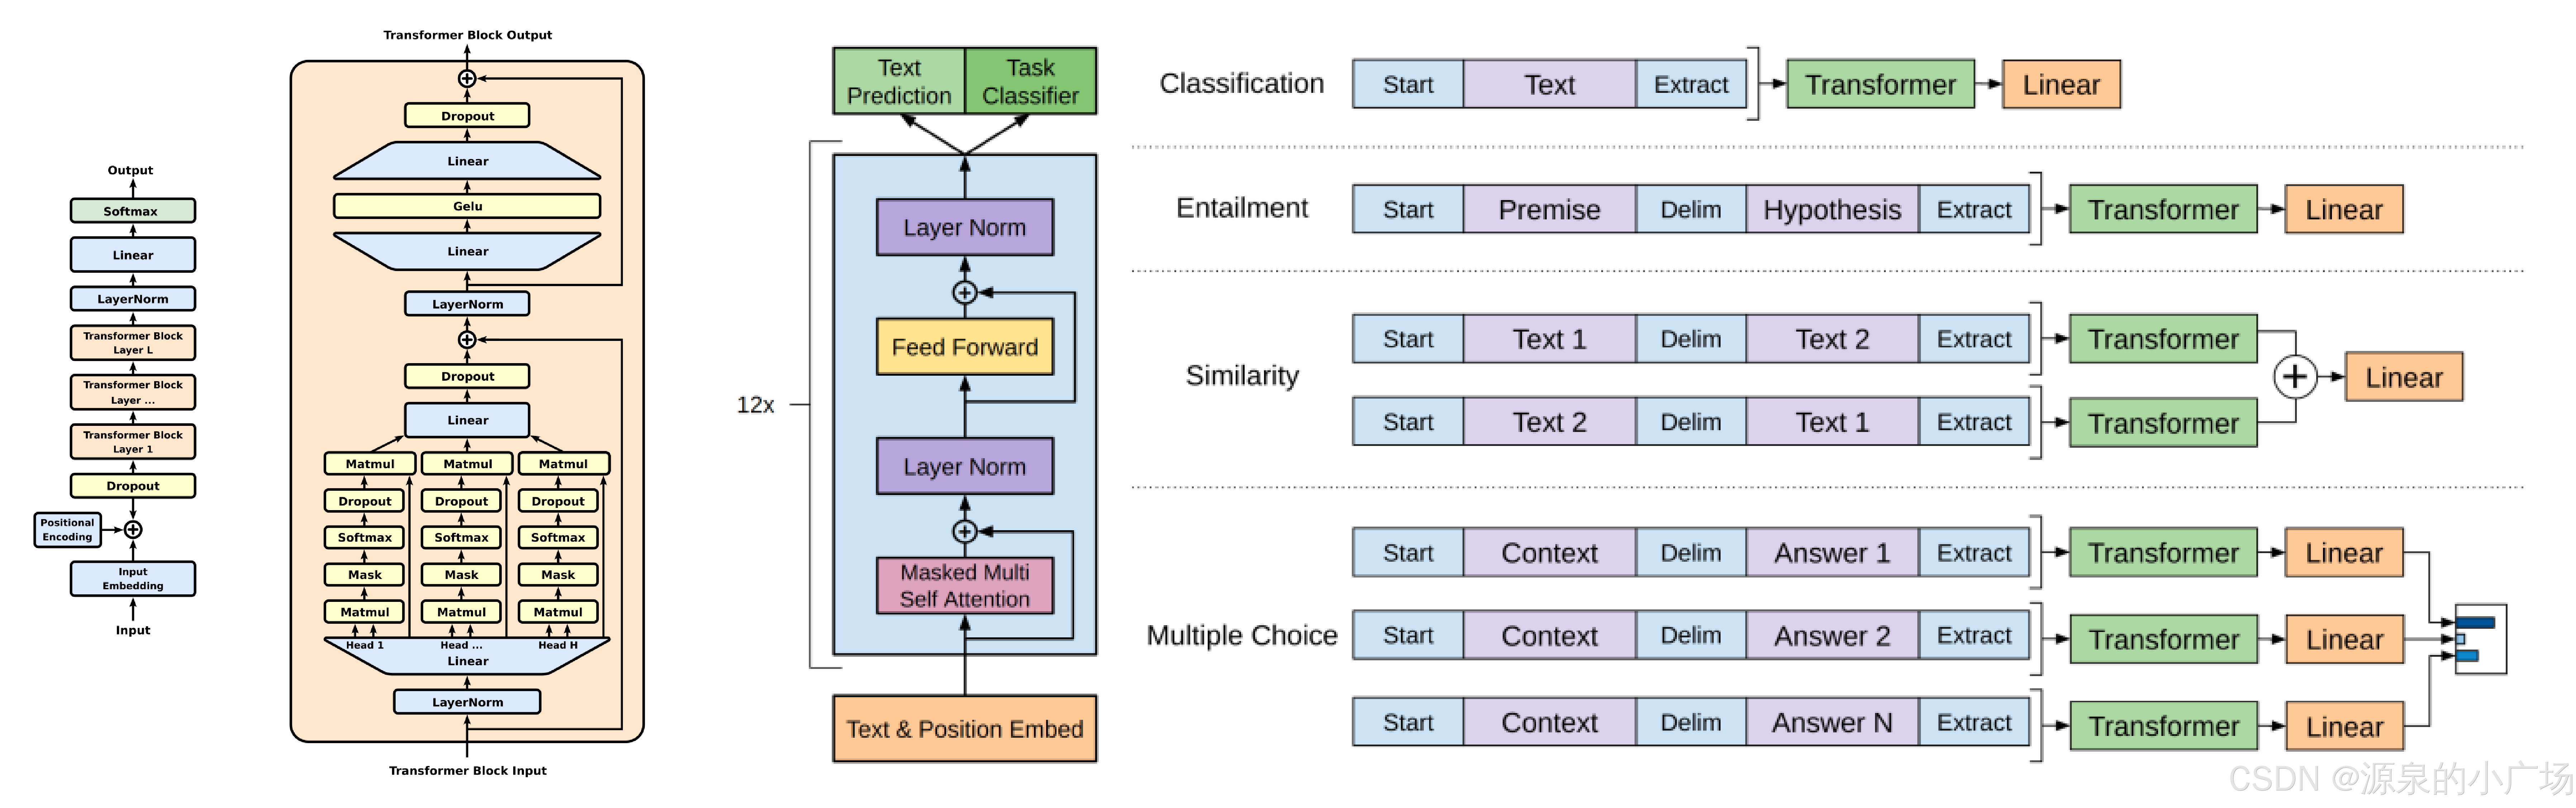 Output
Softmax
Linear
LayerNorm
Transformer Block
Layer L
Transformer Block
Layer ...
Transformer Block
Layer 1
Dropout
Positional
Encoding
Input
Embedding
Input
Transformer Block Output
Dropout
Linear
Gelu
Linear
LayerNorm
Dropout
Linear
Matmul Matmul Matmul
Dropout Dropout Dropout
Softmax Softmax Softmax
Mask Mask Mask
Matmul Matmul Matmul
Head 1 Head ... Head H
Linear
LayerNorm
Transformer Block Input
Text
Prediction
Task
Classifier
Layer Norm
Feed Forward
12x
Layer Norm
Masked Multi
Self Attention
Text & Position Embed
Classification Start Text Extract Transformer Linear
Entailment Start Premise Delim Hypothesis Extract Transformer Linear
Similarity
Start Text 1 Delim Text 2 Extract Transformer
Start Text 2 Delim Text 1 Extract Transformer
+ Linear
Multiple Choice
Start Context Delim Answer 1 Extract Transformer Linear
Start Context Delim Answer 2 Extract Transformer Linear
Start Context Delim Answer N Extract Transformer Linear
CSDN @源泉的小广场